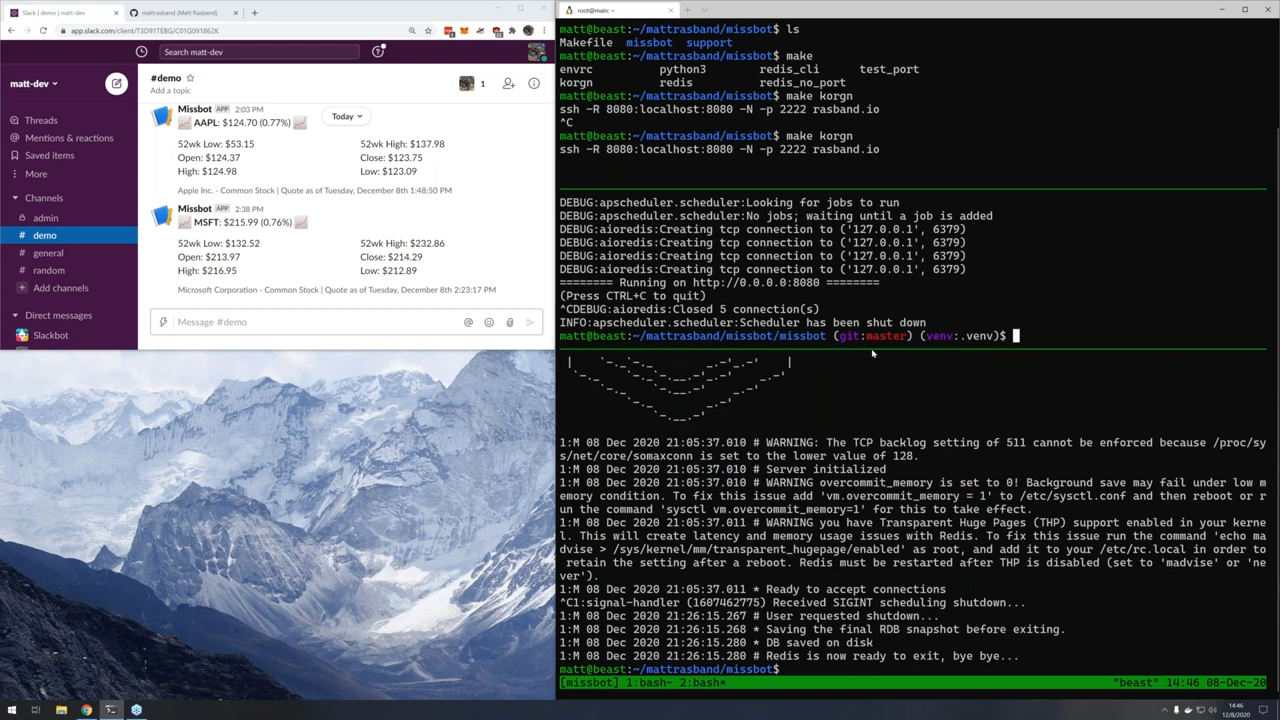 Slack | demo | matt-dev
mattrasband (Matt Rasband)
app.slack.com/client/T3D91TEBG/C01G091862K
Search matt-dev
matt-dev
Threads
Mentions & reactions
Saved items
More
Channels
admin
# demo
# general
# random
Add channels
Direct messages
Slackbot
#demo
Add a topic
1
Missbot APP 2:03 PM
Today
AAPL: $124.70 (0.77%)
52wk Low: $53.15 52wk High: $137.98
Open: $124.37 Close: $123.75
High: $124.98 Low: $123.09
Apple Inc. - Common Stock | Quote as of Tuesday, December 8th 1:48:50 PM
Missbot APP 2:38 PM
MSFT: $215.99 (0.76%)
52wk Low: $132.52 52wk High: $232.86
Open: $213.97 Close: $214.29
High: $216.95 Low: $212.89
Microsoft Corporation - Common Stock | Quote as of Tuesday, December 8th 2:23:17 PM
Message #demo
root@main: ~
matt@beast:~/mattrasband/missbot$ ls
Makefile missbot support
matt@beast:~/mattrasband/missbot$ make
envrc python3 redis_cli test_port
korgn redis redis_no_port
matt@beast:~/mattrasband/missbot$ make korgn
ssh -R 8080:localhost:8080 -N -p 2222 rasband.io
^C
matt@beast:~/mattrasband/missbot$ make korgn
ssh -R 8080:localhost:8080 -N -p 2222 rasband.io
DEBUG:apscheduler.scheduler:Looking for jobs to run
DEBUG:apscheduler.scheduler:No jobs; waiting until a job is added
DEBUG:aioredis:Creating tcp connection to ('127.0.0.1', 6379)
DEBUG:aioredis:Creating tcp connection to ('127.0.0.1', 6379)
DEBUG:aioredis:Creating tcp connection to ('127.0.0.1', 6379)
DEBUG:aioredis:Creating tcp connection to ('127.0.0.1', 6379)
======== Running on http://0.0.0.0:8080 ========
(Press CTRL+C to quit)
^CDEBUG:aioredis:Closed 5 connection(s)
INFO:apscheduler.scheduler:Scheduler has been shut down
matt@beast:~/mattrasband/missbot/missbot (git:master) (venv:.venv)$
1:M 08 Dec 2020 21:05:37.010 # WARNING: The TCP backlog setting of 511 cannot be enforced because /proc/sy
s/net/core/somaxconn is set to the lower value of 128.
1:M 08 Dec 2020 21:05:37.010 # Server initialized
1:M 08 Dec 2020 21:05:37.010 # WARNING overcommit_memory is set to 0! Background save may fail under low m
emory condition. To fix this issue add 'vm.overcommit_memory = 1' to /etc/sysctl.conf and then reboot or r
un the command 'sysctl vm.overcommit_memory=1' for this to take effect.
1:M 08 Dec 2020 21:05:37.011 # WARNING you have Transparent Huge Pages (THP) support enabled in your kerne
l. This will create latency and memory usage issues with Redis. To fix this issue run the command 'echo m
advise > /sys/kernel/mm/transparent_hugepage/enabled' as root, and add it to your /etc/rc.local in order to
retain the setting after a reboot. Redis must be restarted after THP is disabled (set to 'madvise' or 'ne
ver').
1:M 08 Dec 2020 21:05:37.011 * Ready to accept connections
^C1:signal-handler (1607462775) Received SIGINT scheduling shutdown...
1:M 08 Dec 2020 21:26:15.267 # User requested shutdown...
1:M 08 Dec 2020 21:26:15.268 * Saving the final RDB snapshot before exiting.
1:M 08 Dec 2020 21:26:15.280 * DB saved on disk
1:M 08 Dec 2020 21:26:15.280 # Redis is now ready to exit, bye bye...
matt@beast:~/mattrasband/missbot$
[missbot] 1:bash- 2:bash* "beast" 14:46 08-Dec-20
14:46
12/8/2020